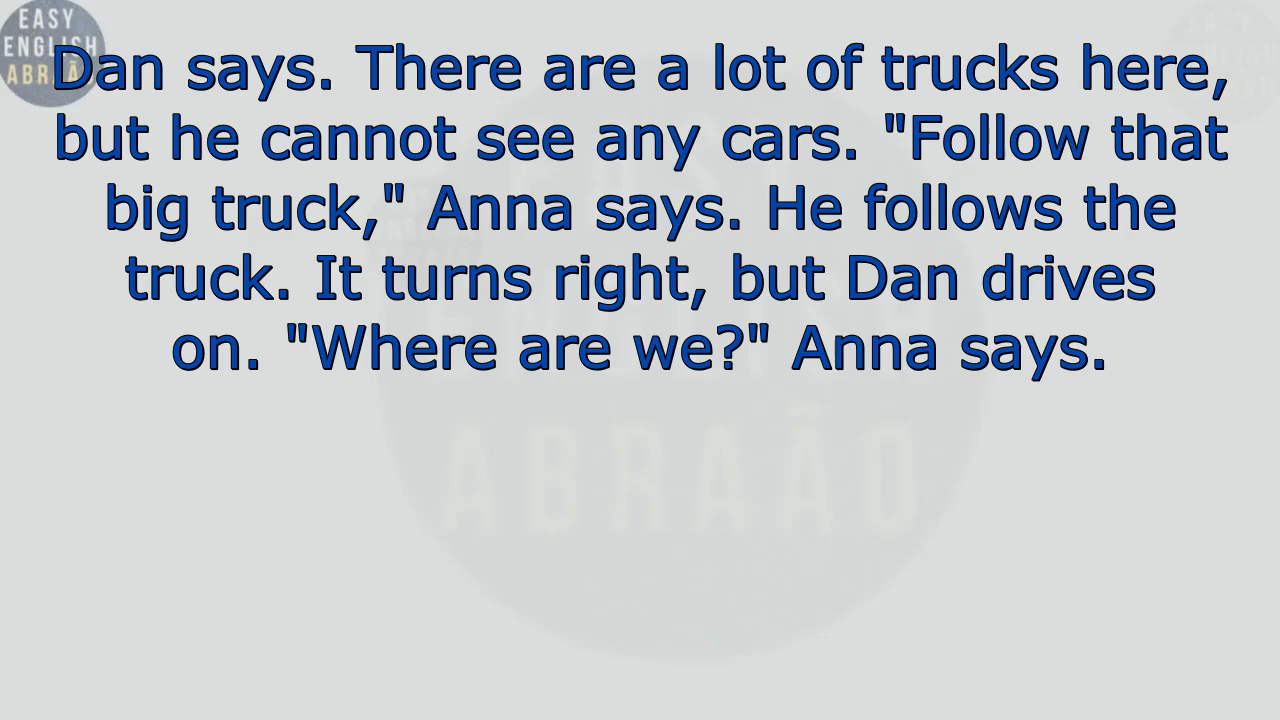 EASY
ENGLISH
ABRAÃ
Dan says. There are a lot of trucks here,
but he cannot see any cars. "Follow that
big truck," Anna says. He follows the
truck. It turns right, but Dan drives
on. "Where are we?" Anna says.
ABRAÃO